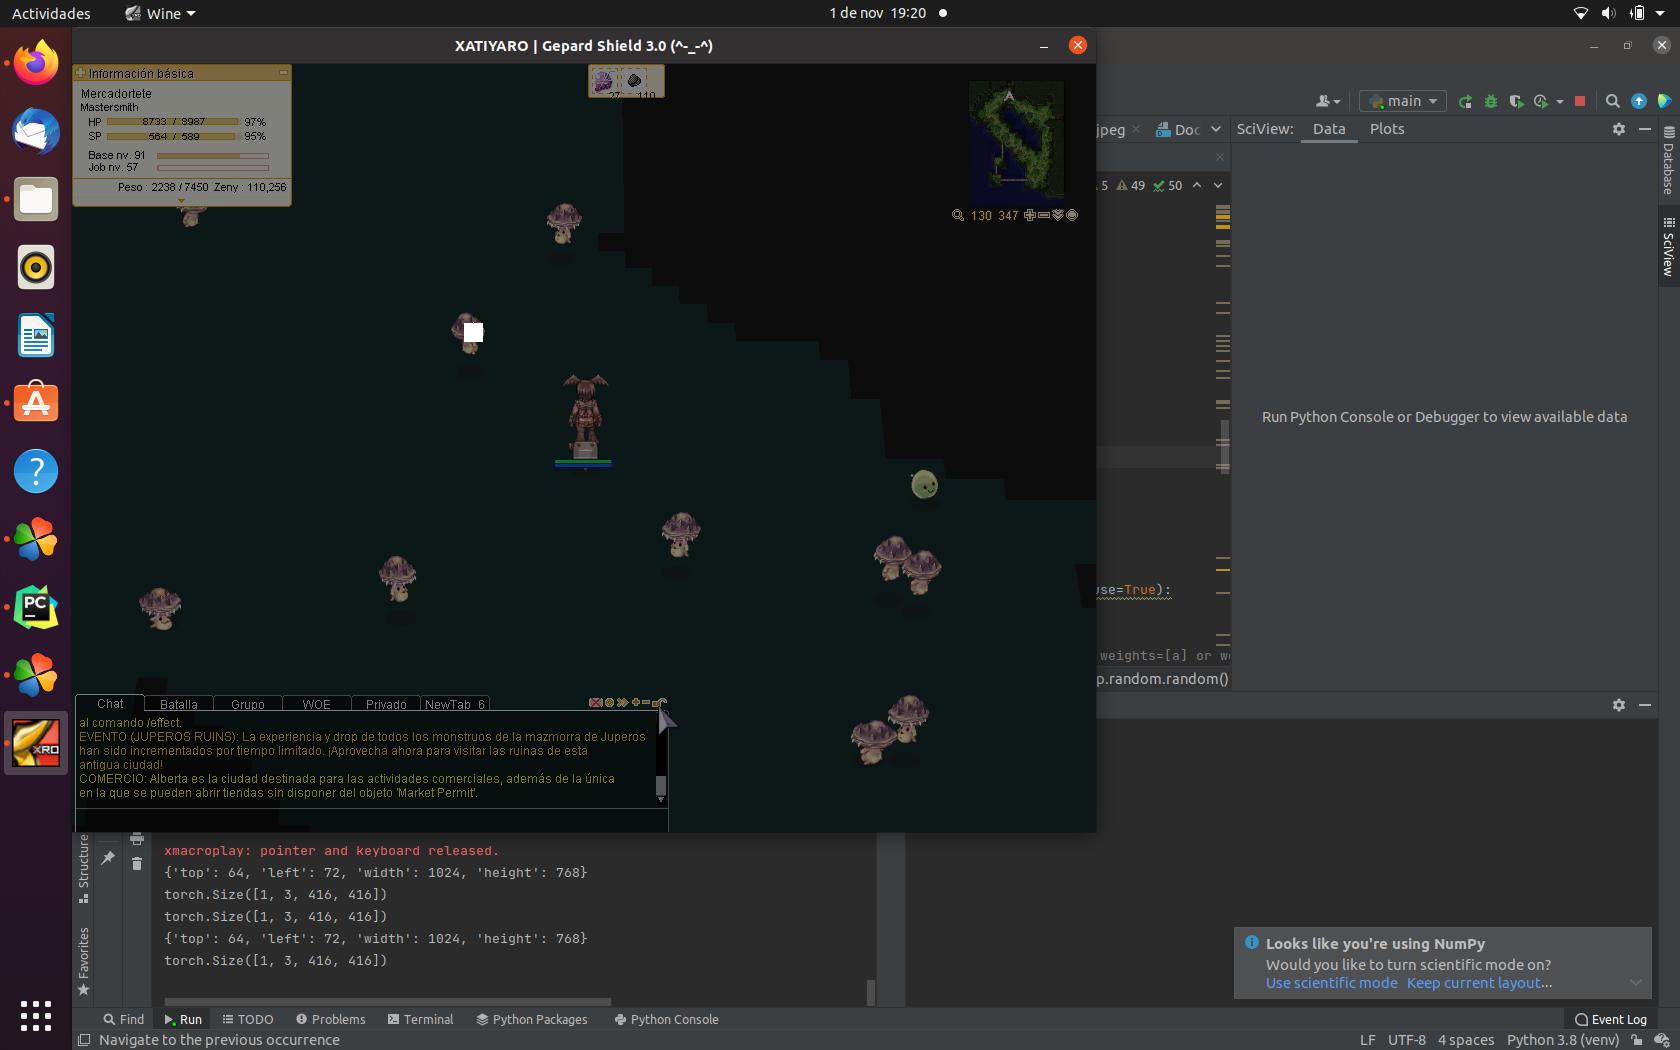 Actividades
Wine
1 de nov 19:20
XATIYARO | Gepard Shield 3.0 (^-_-^)
Información básica
Mercadortete
Mastersmith
HP 8733 / 8987 97%
SP 564 / 589 95%
Base nv. 91
Job nv. 57
Peso : 2238 / 7450 Zeny : 110,256
27 110
130 347
main
jpeg
Doc
SciView: Data Plots
5 49 50
Database
SciView
Run Python Console or Debugger to view available data
use=True):
weights=[a] or w
p.random.random()
Chat Batalla Grupo WOE Privado NewTab_6
al comando /effect.
EVENTO (JUPEROS RUINS): La experiencia y drop de todos los monstruos de la mazmorra de Juperos
han sido incrementados por tiempo limitado. ¡Aprovecha ahora para visitar las ruinas de esta
antigua ciudad!
COMERCIO: Alberta es la ciudad destinada para las actividades comerciales, además de la única
en la que se pueden abrir tiendas sin disponer del objeto 'Market Permit'.
PC
XRO
Structure
Favorites
xmacroplay: pointer and keyboard released.
{'top': 64, 'left': 72, 'width': 1024, 'height': 768}
torch.Size([1, 3, 416, 416])
torch.Size([1, 3, 416, 416])
{'top': 64, 'left': 72, 'width': 1024, 'height': 768}
torch.Size([1, 3, 416, 416])
Looks like you're using NumPy
Would you like to turn scientific mode on?
Use scientific mode Keep current layout...
Find Run TODO Problems Terminal Python Packages Python Console
Event Log
Navigate to the previous occurrence
LF UTF-8 4 spaces Python 3.8 (venv)